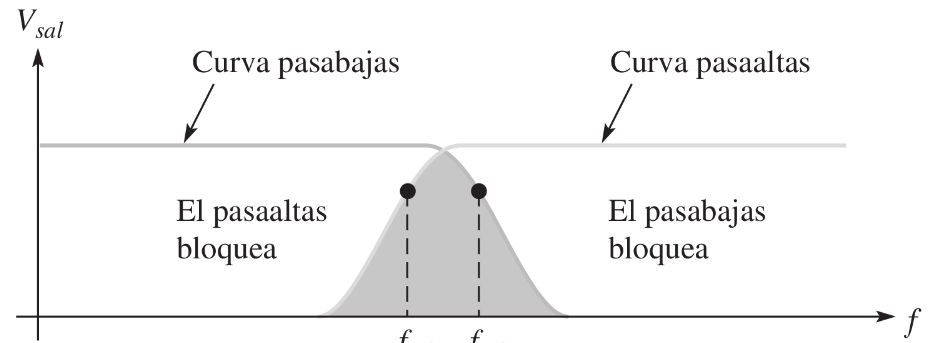 V_sal
Curva pasabajas
Curva pasaaltas
El pasaaltas
bloquea
El pasabajas
bloquea
f